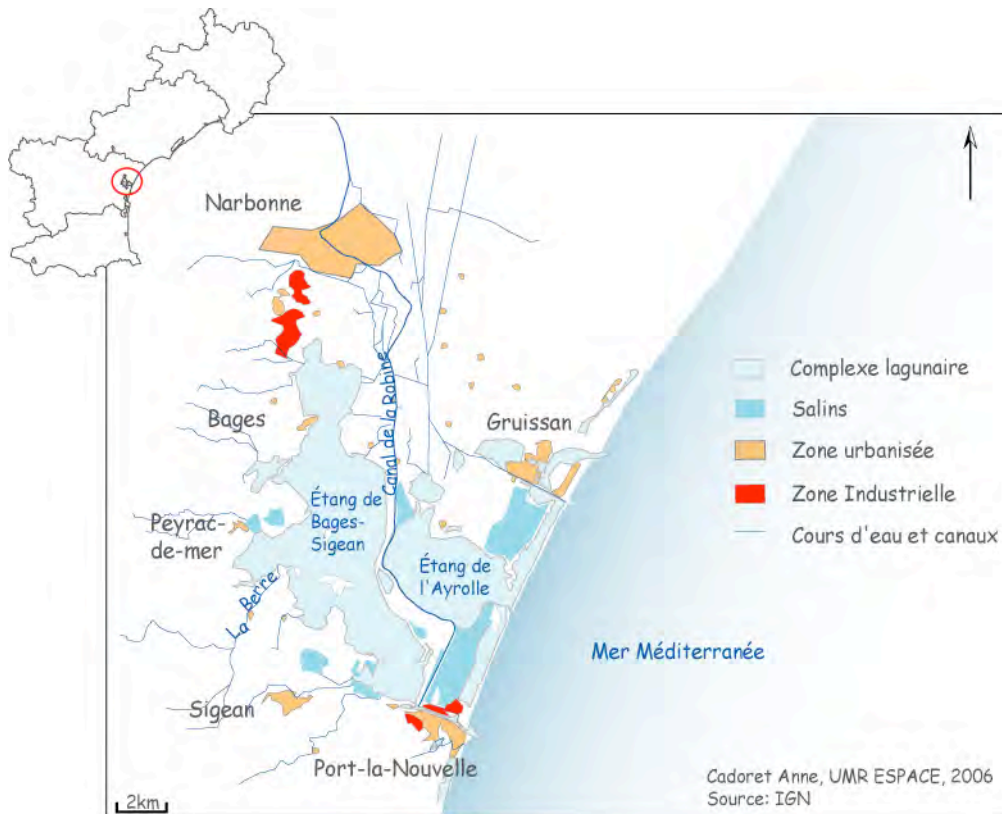 Narbonne
Canal de la Robine
Bages
Gruissan
Étang de
Bages-
Sigean
Peyrac-
de-mer
Étang de
l'Ayrolle
La Berre
Sigean
Port-la-Nouvelle
Mer Méditerranée
Complexe lagunaire
Salins
Zone urbanisée
Zone Industrielle
Cours d'eau et canaux
2km
Cadoret Anne, UMR ESPACE, 2006
Source: IGN